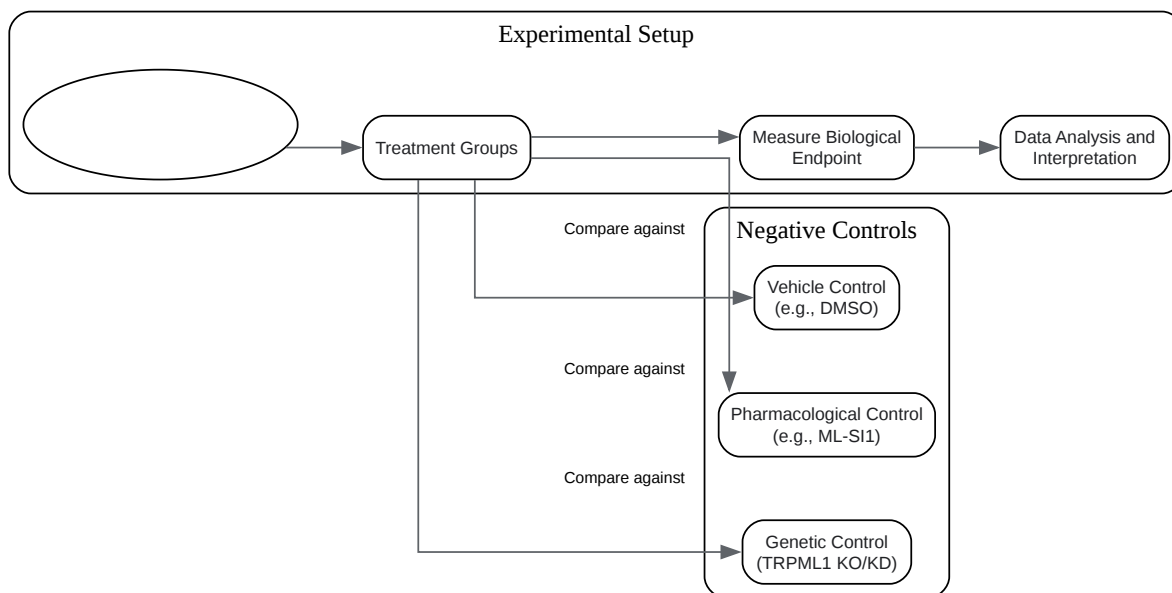 Experimental Setup
Treatment Groups
Measure Biological
Endpoint
Data Analysis and
Interpretation
Compare against
Negative Controls
Vehicle Control
(e.g., DMSO)
Compare against
Pharmacological Control
(e.g., ML-SI1)
Compare against
Genetic Control
(TRPML1 KO/KD)